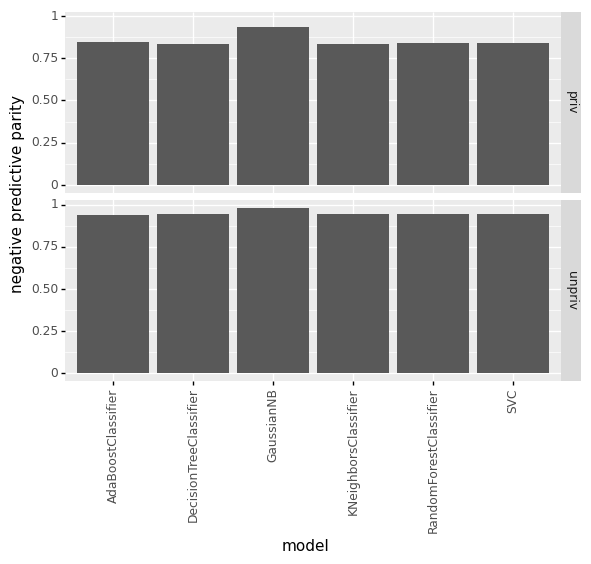 1
0.75
0.50
0.25
0
priv
1
0.75
0.50
0.25
0
unpriv
negative predictive parity
AdaBoostClassifier
DecisionTreeClassifier
GaussianNB
KNeighborsClassifier
RandomForestClassifier
SVC
model